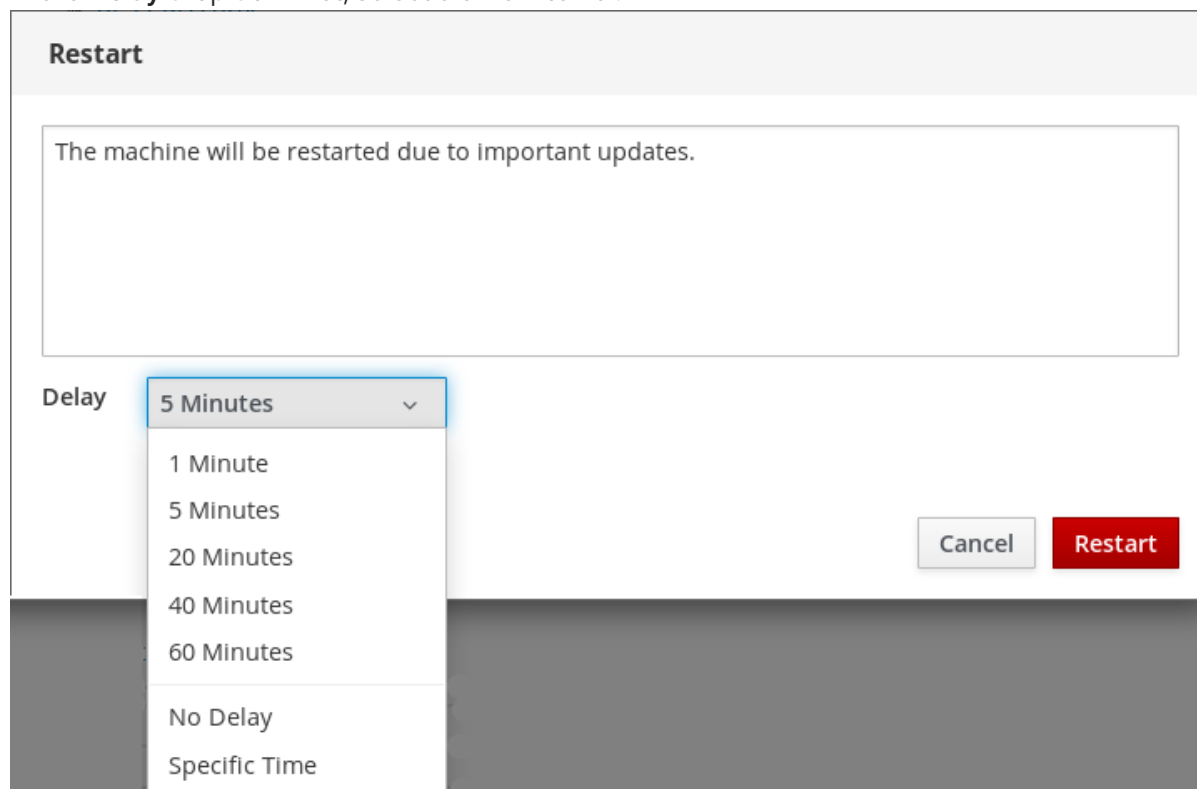 Restart
The machine will be restarted due to important updates.
Delay
5 Minutes
1 Minute
5 Minutes
20 Minutes
40 Minutes
60 Minutes
No Delay
Specific Time
Cancel
Restart